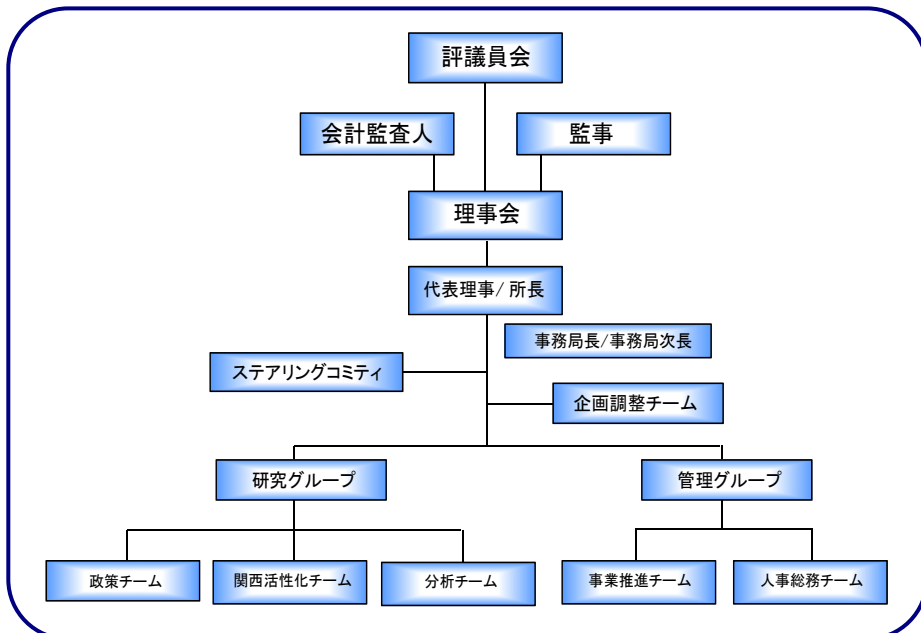 評議員会
会計監査人
監事
理事会
代表理事/所長
事務局長/事務局次長
ステアリングコミティ
企画調整チーム
研究グループ
管理グループ
政策チーム
関西活性化チーム
分析チーム
事業推進チーム
人事総務チーム